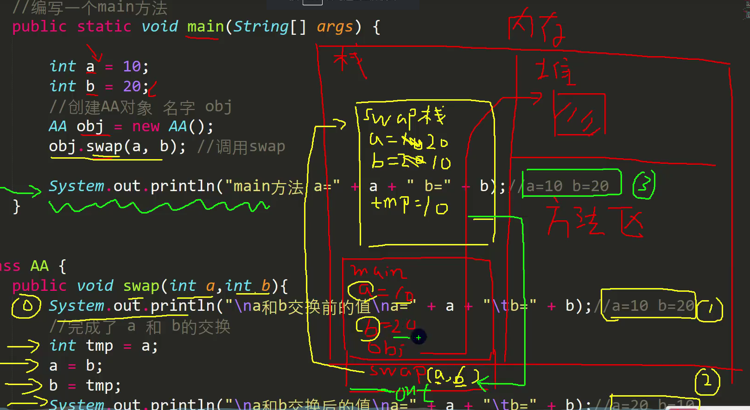 //编写一个main方法
public static void main(String[] args) {
int a = 10;
int b = 20;
//创建AA对象 名字 obj
AA obj = new AA();
obj.swap(a, b); //调用swap
System.out.println("main方法 a=" + a + " b=" + b);//a=10 b=20
}
ass AA {
public void swap(int a,int b){
System.out.println("\na和b交换前的值\na=" + a + "\tb=" + b);//a=10 b=20
//完成了 a 和 b的交换
int tmp = a;
a = b;
b = tmp;
System.out.println("\na和b交换后的值\na=" + a + "\tb=" + b);//a=20 b=10
内存
栈
swap栈
a=20
b=10
tmp=10
方法区
③
main
a=10
b=20
obj
swap(a,b)
out
⓪
①
②